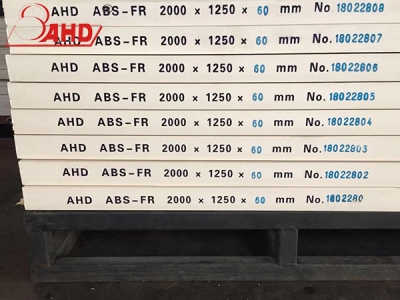 AHD®
AHD ABS-FR 2000 × 1250 × 60 mm No. 18022808
AHD ABS-FR 2000 × 1250 × 60 mm No. 18022807
AHD ABS-FR 2000 × 1250 × 60 mm No. 18022806
AHD ABS-FR 2000 × 1250 × 60 mm No. 18022805
AHD ABS-FR 2000 × 1250 × 60 mm No. 18022804
AHD ABS-FR 2000 × 1250 × 60 mm No. 18022803
AHD ABS-FR 2000 × 1250 × 60 mm No. 18022802
AHD ABS-FR 2000 × 1250 × 60 mm No. 1802280